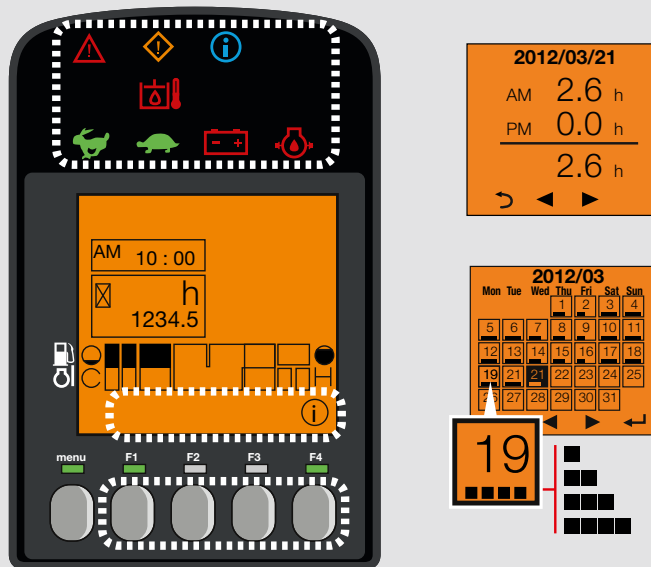 AM 10:00
h
1234.5
C H
i
menu F1 F2 F3 F4
2012/03/21
AM 2.6 h
PM 0.0 h
2.6 h
2012/03
Mon Tue Wed Thu Fri Sat Sun
1 2 3 4
5 6 7 8 9 10 11
12 13 14 15 16 17 18
19 21 21 22 23 24 25
26 27 28 29 30 31
19